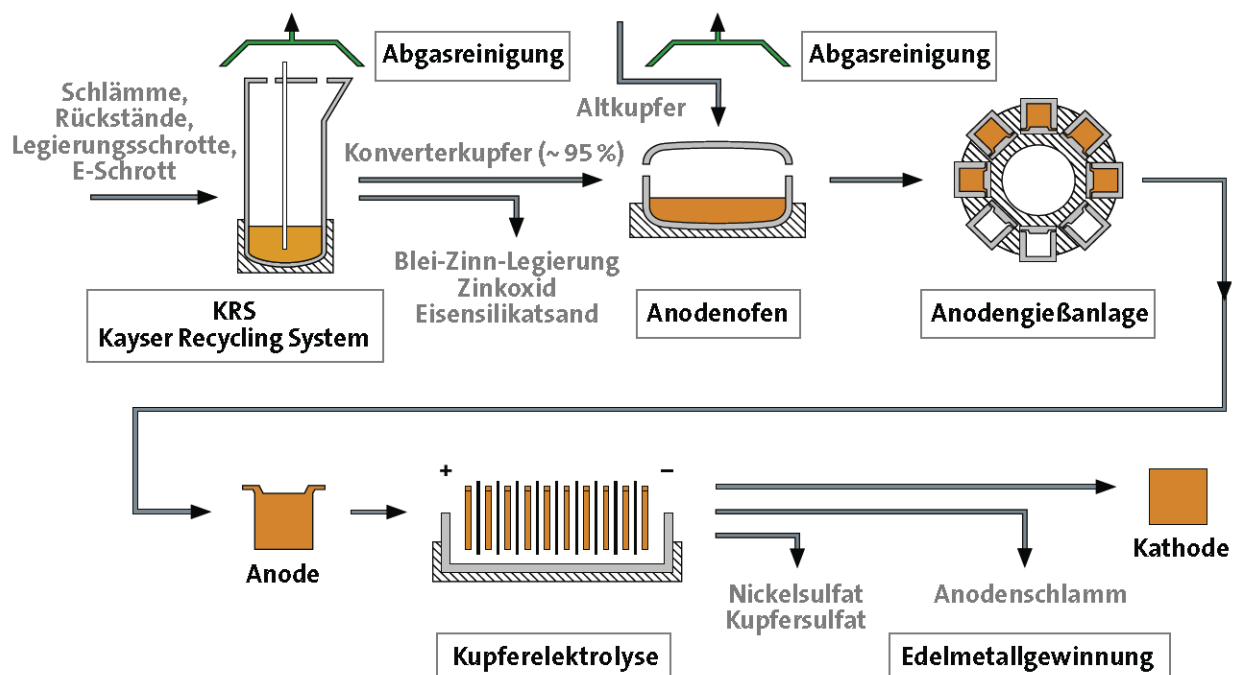 Abgasreinigung
Abgasreinigung
Schlämme,
Rückstände,
Legierungsschrotte,
E-Schrott
Altkupfer
Konverterkupfer (~ 95 %)
Blei-Zinn-Legierung
Zinkoxid
Eisensilikatsand
KRS
Kayser Recycling System
Anodenofen
Anodengießanlage
+
–
Anode
Kathode
Nickelsulfat
Kupfersulfat
Anodenschlamm
Kupferelektrolyse
Edelmetallgewinnung